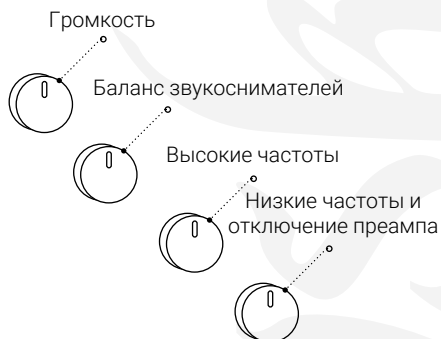 Громкость
Баланс звукоснимателей
Высокие частоты
Низкие частоты и
отключение преампа